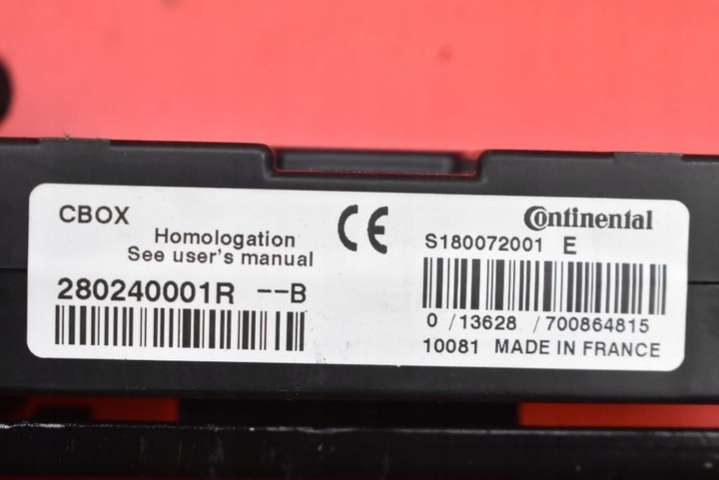 CBOX
Homologation
See user's manual
280240001R --B
CE
Continental
S180072001 E
0 /13628 /700864815
10081 MADE IN FRANCE